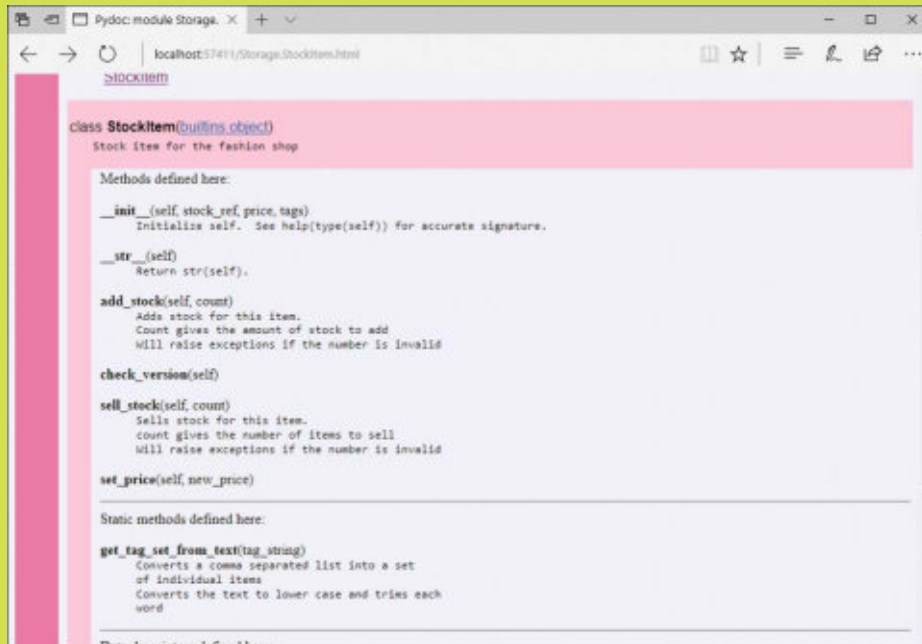 Pydoc: module Storage.
localhost:57411/Storage.StockItem.html
StockItem
class StockItem(builtins.object)
Stock item for the fashion shop
Methods defined here:
__init__(self, stock_ref, price, tags)
Initialize self.  See help(type(self)) for accurate signature.
__str__(self)
Return str(self).
add_stock(self, count)
Adds stock for this item.
Count gives the amount of stock to add
Will raise exceptions if the number is invalid
check_version(self)
sell_stock(self, count)
Sells stock for this item.
count gives the number of items to sell
Will raise exceptions if the number is invalid
set_price(self, new_price)
Static methods defined here:
get_tag_set_from_text(tag_string)
Converts a comma separated list into a set
of individual items
Converts the text to lower case and trims each
word